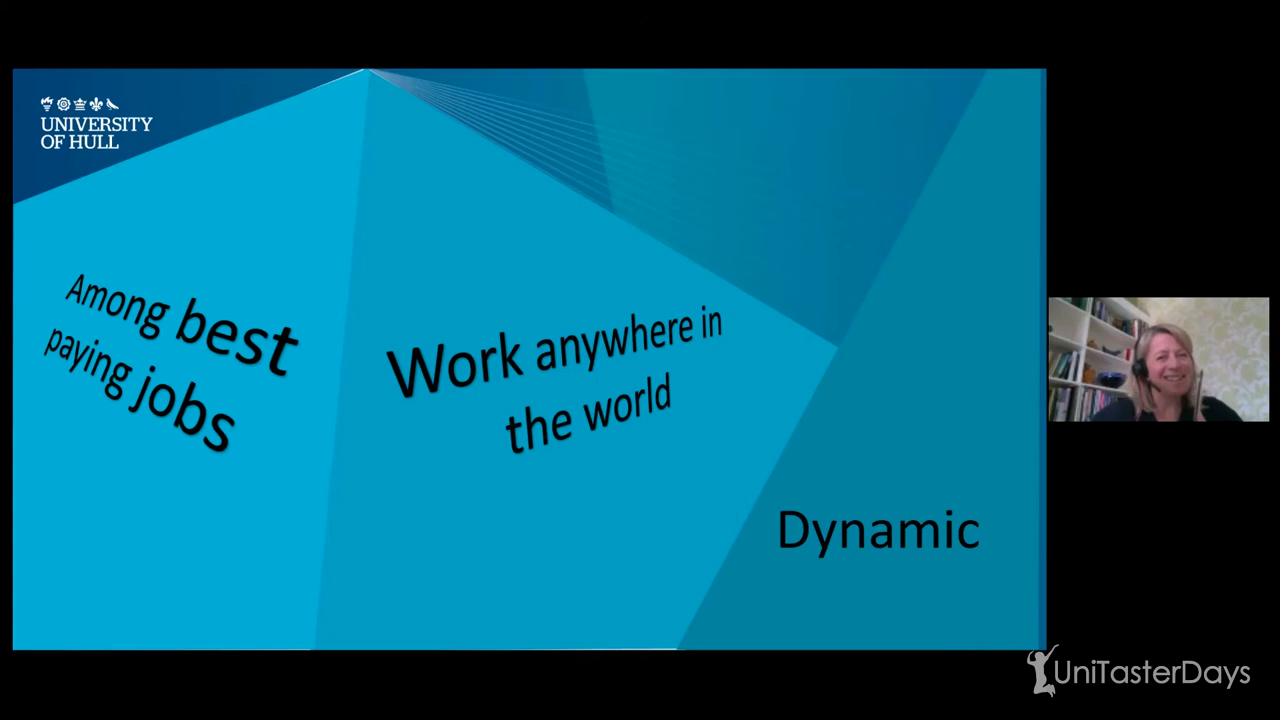 UNIVERSITY
OF HULL
Among best
paying jobs
Work anywhere in
the world
Dynamic
UniTasterDays